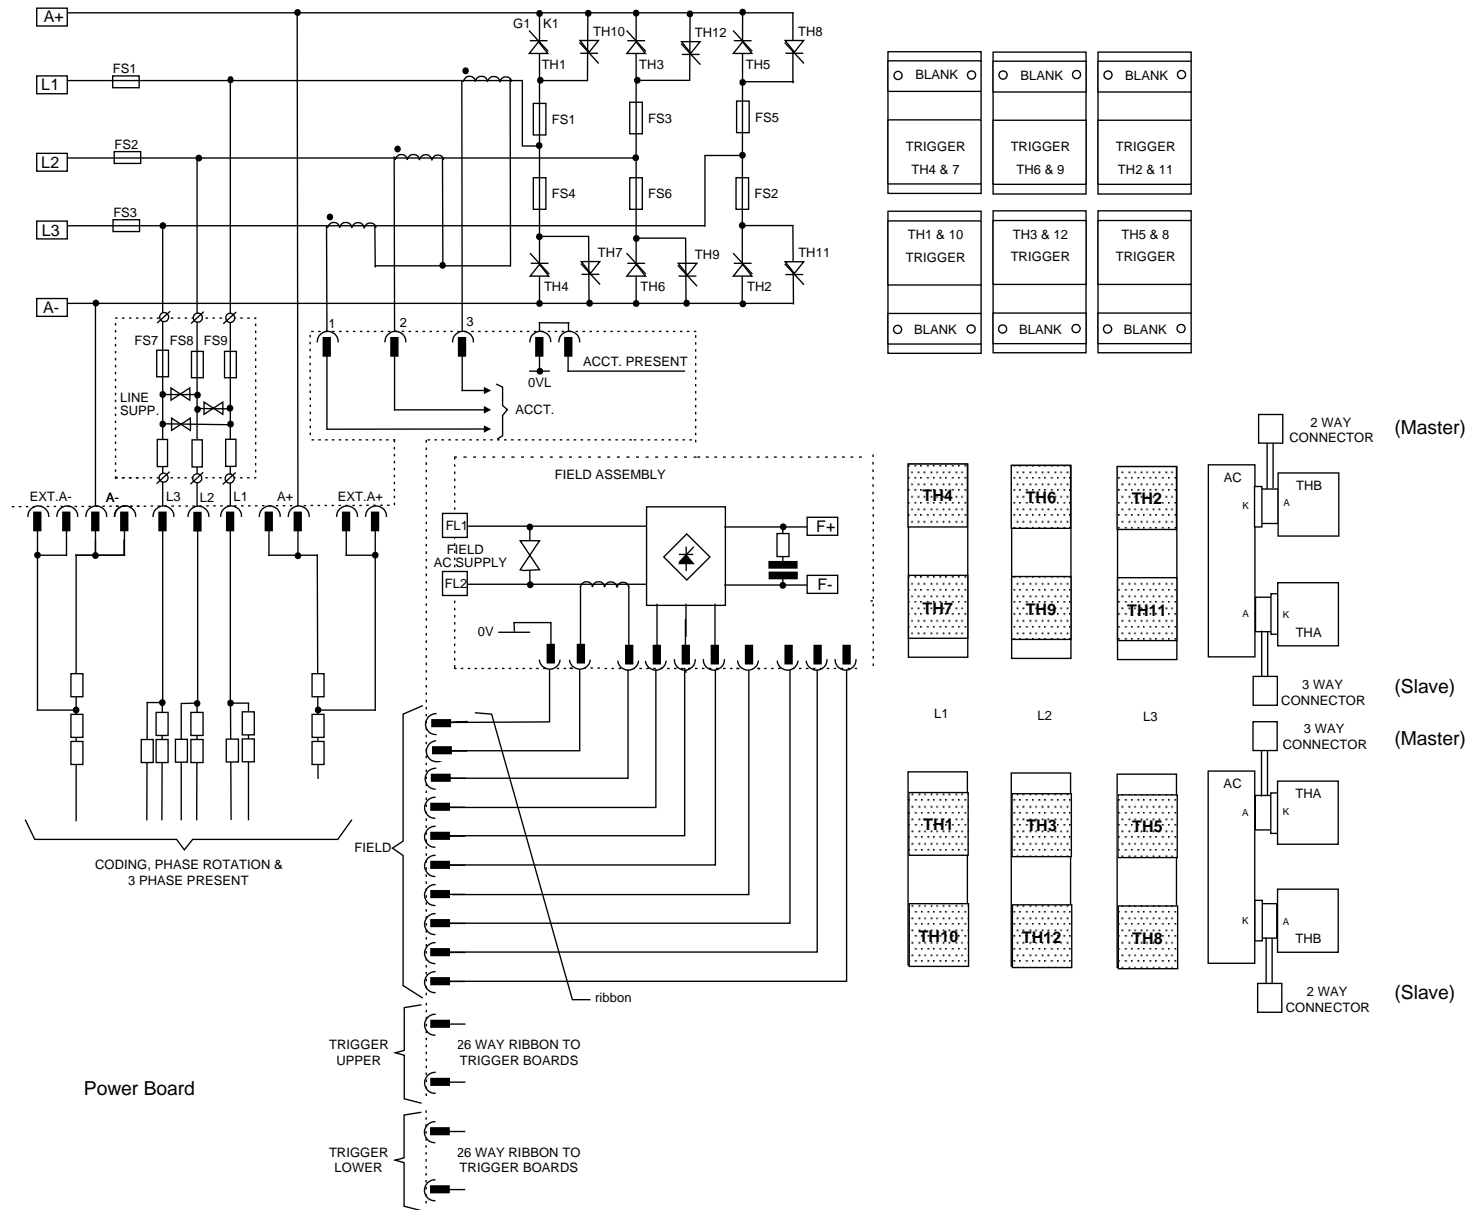 A+
G1 K1
TH10
TH12
TH8
TH1
TH3
TH5
L1
FS1
FS1
FS3
FS5
L2
FS2
FS4
FS6
FS2
L3
FS3
TH7
TH9
TH11
TH4
TH6
TH2
A-
1
2
3
FS7
FS8
FS9
LINE
SUPP.
0VL
ACCT. PRESENT
ACCT.
EXT.A-
A-
L3
L2
L1
A+
EXT.A+
CODING, PHASE ROTATION &
3 PHASE PRESENT
Power Board
FIELD ASSEMBLY
FL1
FIELD
AC SUPPLY
FL2
F+
F-
0V
FIELD
ribbon
TRIGGER
UPPER
26 WAY RIBBON TO
TRIGGER BOARDS
TRIGGER
LOWER
26 WAY RIBBON TO
TRIGGER BOARDS
BLANK
BLANK
BLANK
TRIGGER
TH4 & 7
TRIGGER
TH6 & 9
TRIGGER
TH2 & 11
TH1 & 10
TRIGGER
TH3 & 12
TRIGGER
TH5 & 8
TRIGGER
BLANK
BLANK
BLANK
TH4
TH6
TH2
TH7
TH9
TH11
L1
L2
L3
TH1
TH3
TH5
TH10
TH12
TH8
2 WAY
CONNECTOR
(Master)
AC
K
A
THB
A
K
THA
3 WAY
CONNECTOR
(Slave)
3 WAY
CONNECTOR
(Master)
AC
A
K
THA
K
A
THB
2 WAY
CONNECTOR
(Slave)